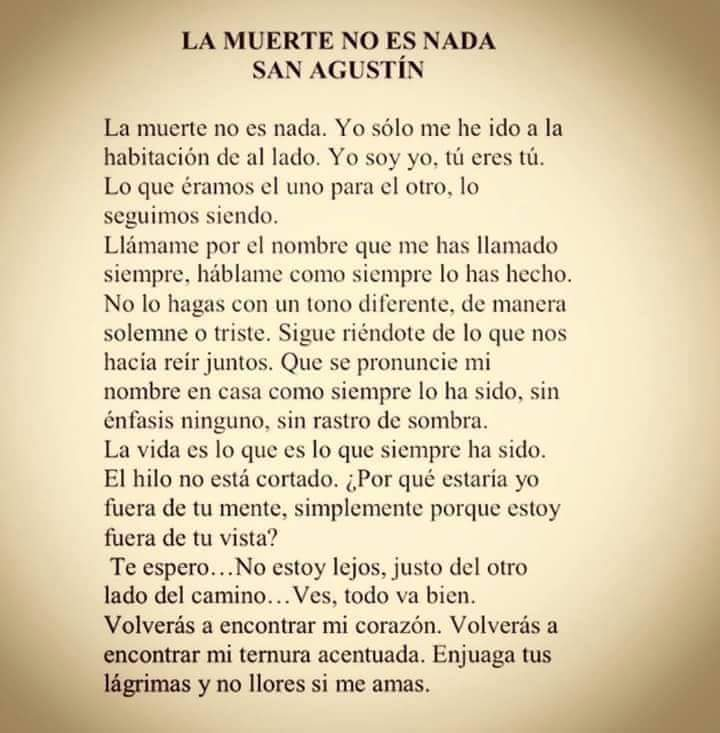 LA MUERTE NO ES NADA
SAN AGUSTÍN
La muerte no es nada. Yo sólo me he ido a la
habitación de al lado. Yo soy yo, tú eres tú.
Lo que éramos el uno para el otro, lo
seguimos siendo.
Llámame por el nombre que me has llamado
siempre, háblame como siempre lo has hecho.
No lo hagas con un tono diferente, de manera
solemne o triste. Sigue riéndote de lo que nos
hacía reír juntos. Que se pronuncie mi
nombre en casa como siempre lo ha sido, sin
énfasis ninguno, sin rastro de sombra.
La vida es lo que es lo que siempre ha sido.
El hilo no está cortado. ¿Por qué estaría yo
fuera de tu mente, simplemente porque estoy
fuera de tu vista?
Te espero…No estoy lejos, justo del otro
lado del camino…Ves, todo va bien.
Volverás a encontrar mi corazón. Volverás a
encontrar mi ternura acentuada. Enjuaga tus
lágrimas y no llores si me amas.